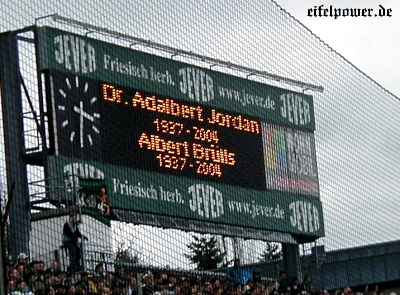 eifelpower.de
JEVER Friesisch herb. JEVER www.jever.de JEVER
Dr. Adalbert Jordan
1937-2004
Albert Brülls
1937-2004
Friesisch herb. JEVER www.jever.de JEVER